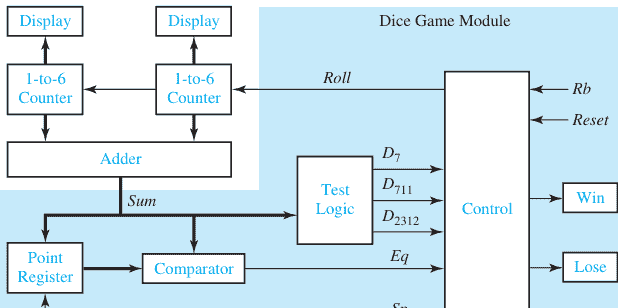 Display
Display
Dice Game Module
1-to-6
Counter
1-to-6
Counter
Roll
Rb
Reset
Adder
D7
Test
Logic
D711
Sum
Control
Win
D2312
Point
Register
Comparator
Eq
Lose